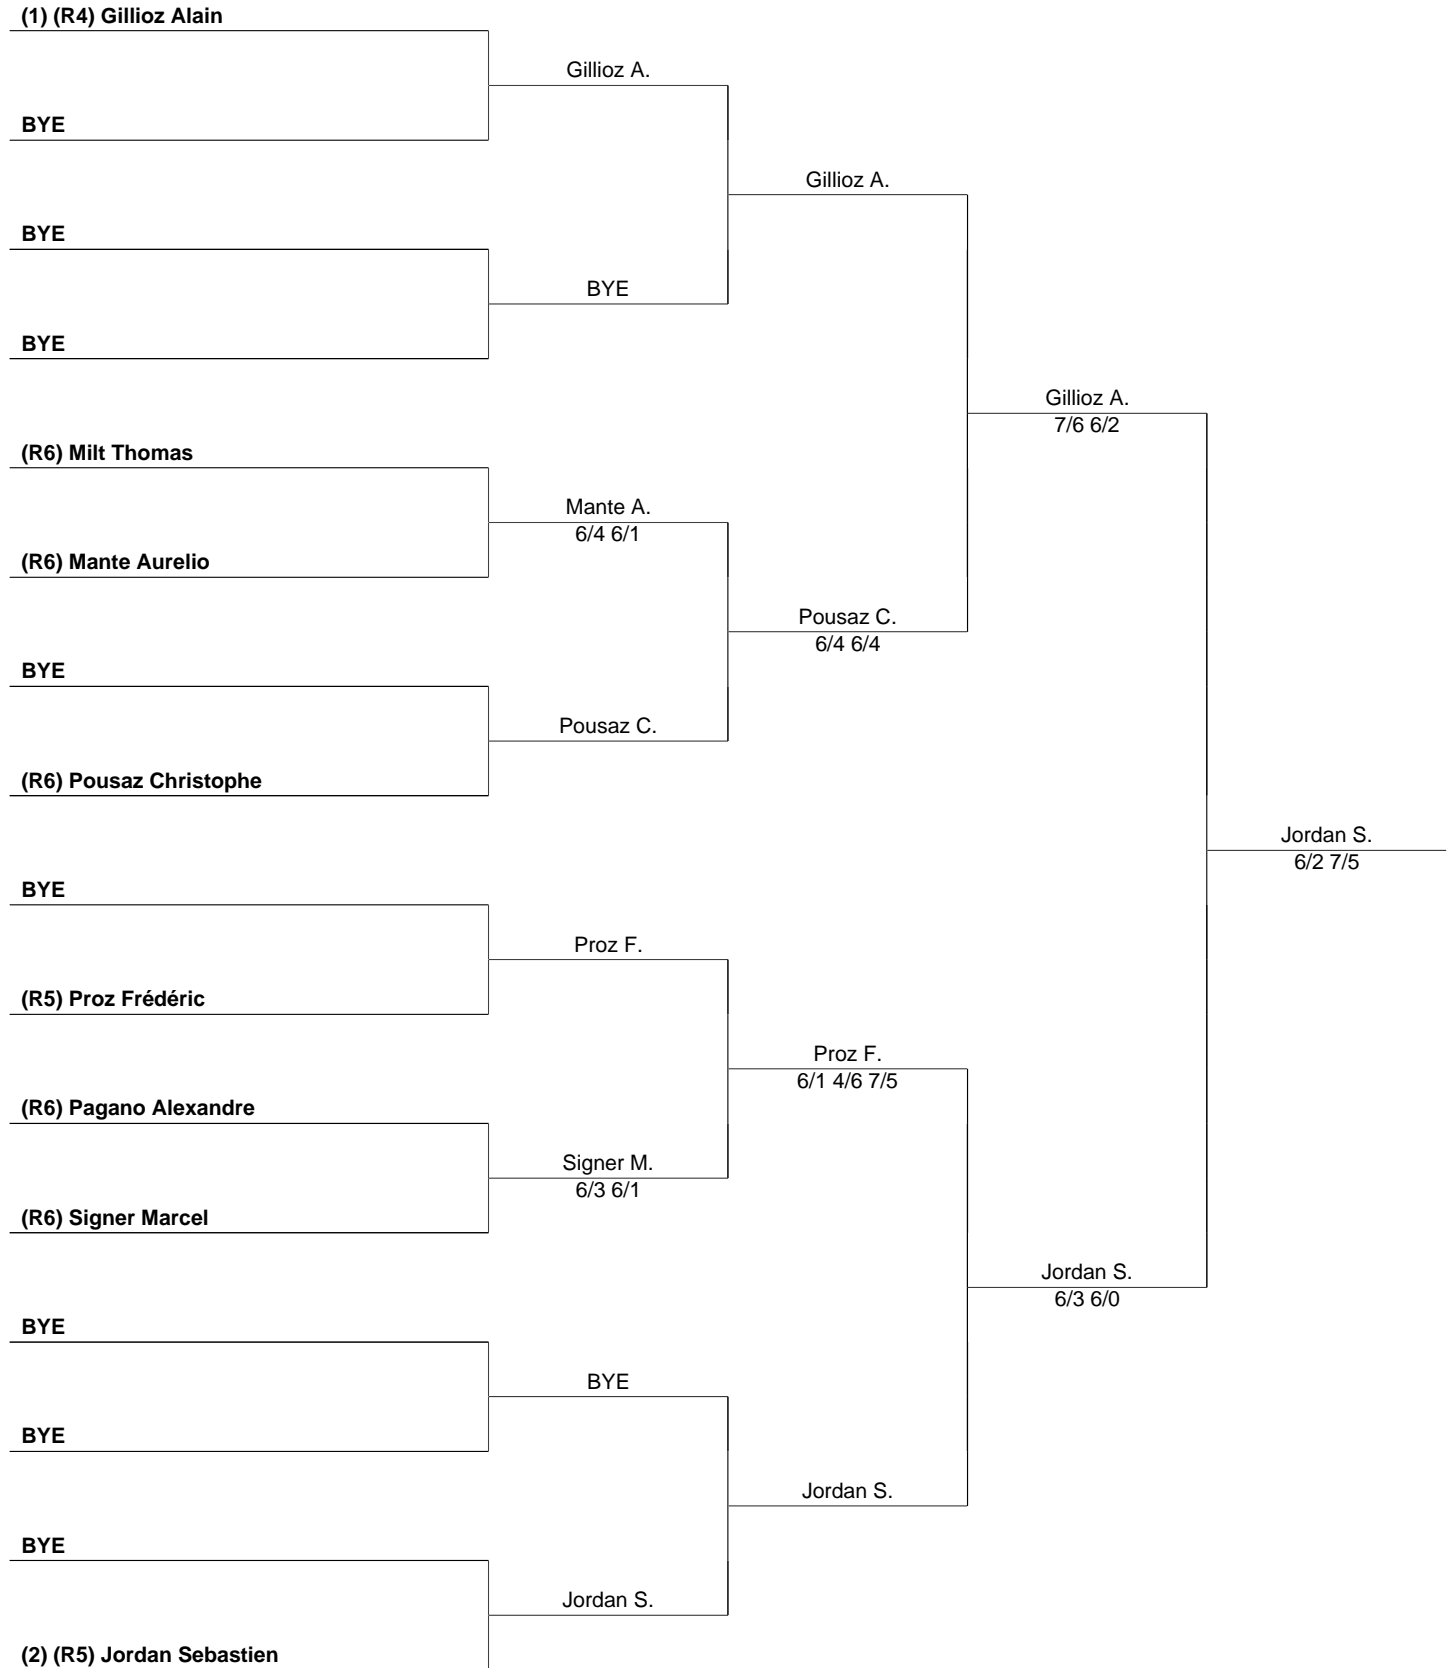 (1) (R4) Gillioz Alain
Gillioz A.
BYE
Gillioz A.
BYE
BYE
BYE
Gillioz A.
7/6 6/2
(R6) Milt Thomas
Mante A.
6/4 6/1
(R6) Mante Aurelio
Pousaz C.
6/4 6/4
BYE
Pousaz C.
(R6) Pousaz Christophe
Jordan S.
6/2 7/5
BYE
Proz F.
(R5) Proz Frédéric
Proz F.
6/1 4/6 7/5
(R6) Pagano Alexandre
Signer M.
6/3 6/1
(R6) Signer Marcel
Jordan S.
6/3 6/0
BYE
BYE
BYE
Jordan S.
BYE
Jordan S.
(2) (R5) Jordan Sebastien